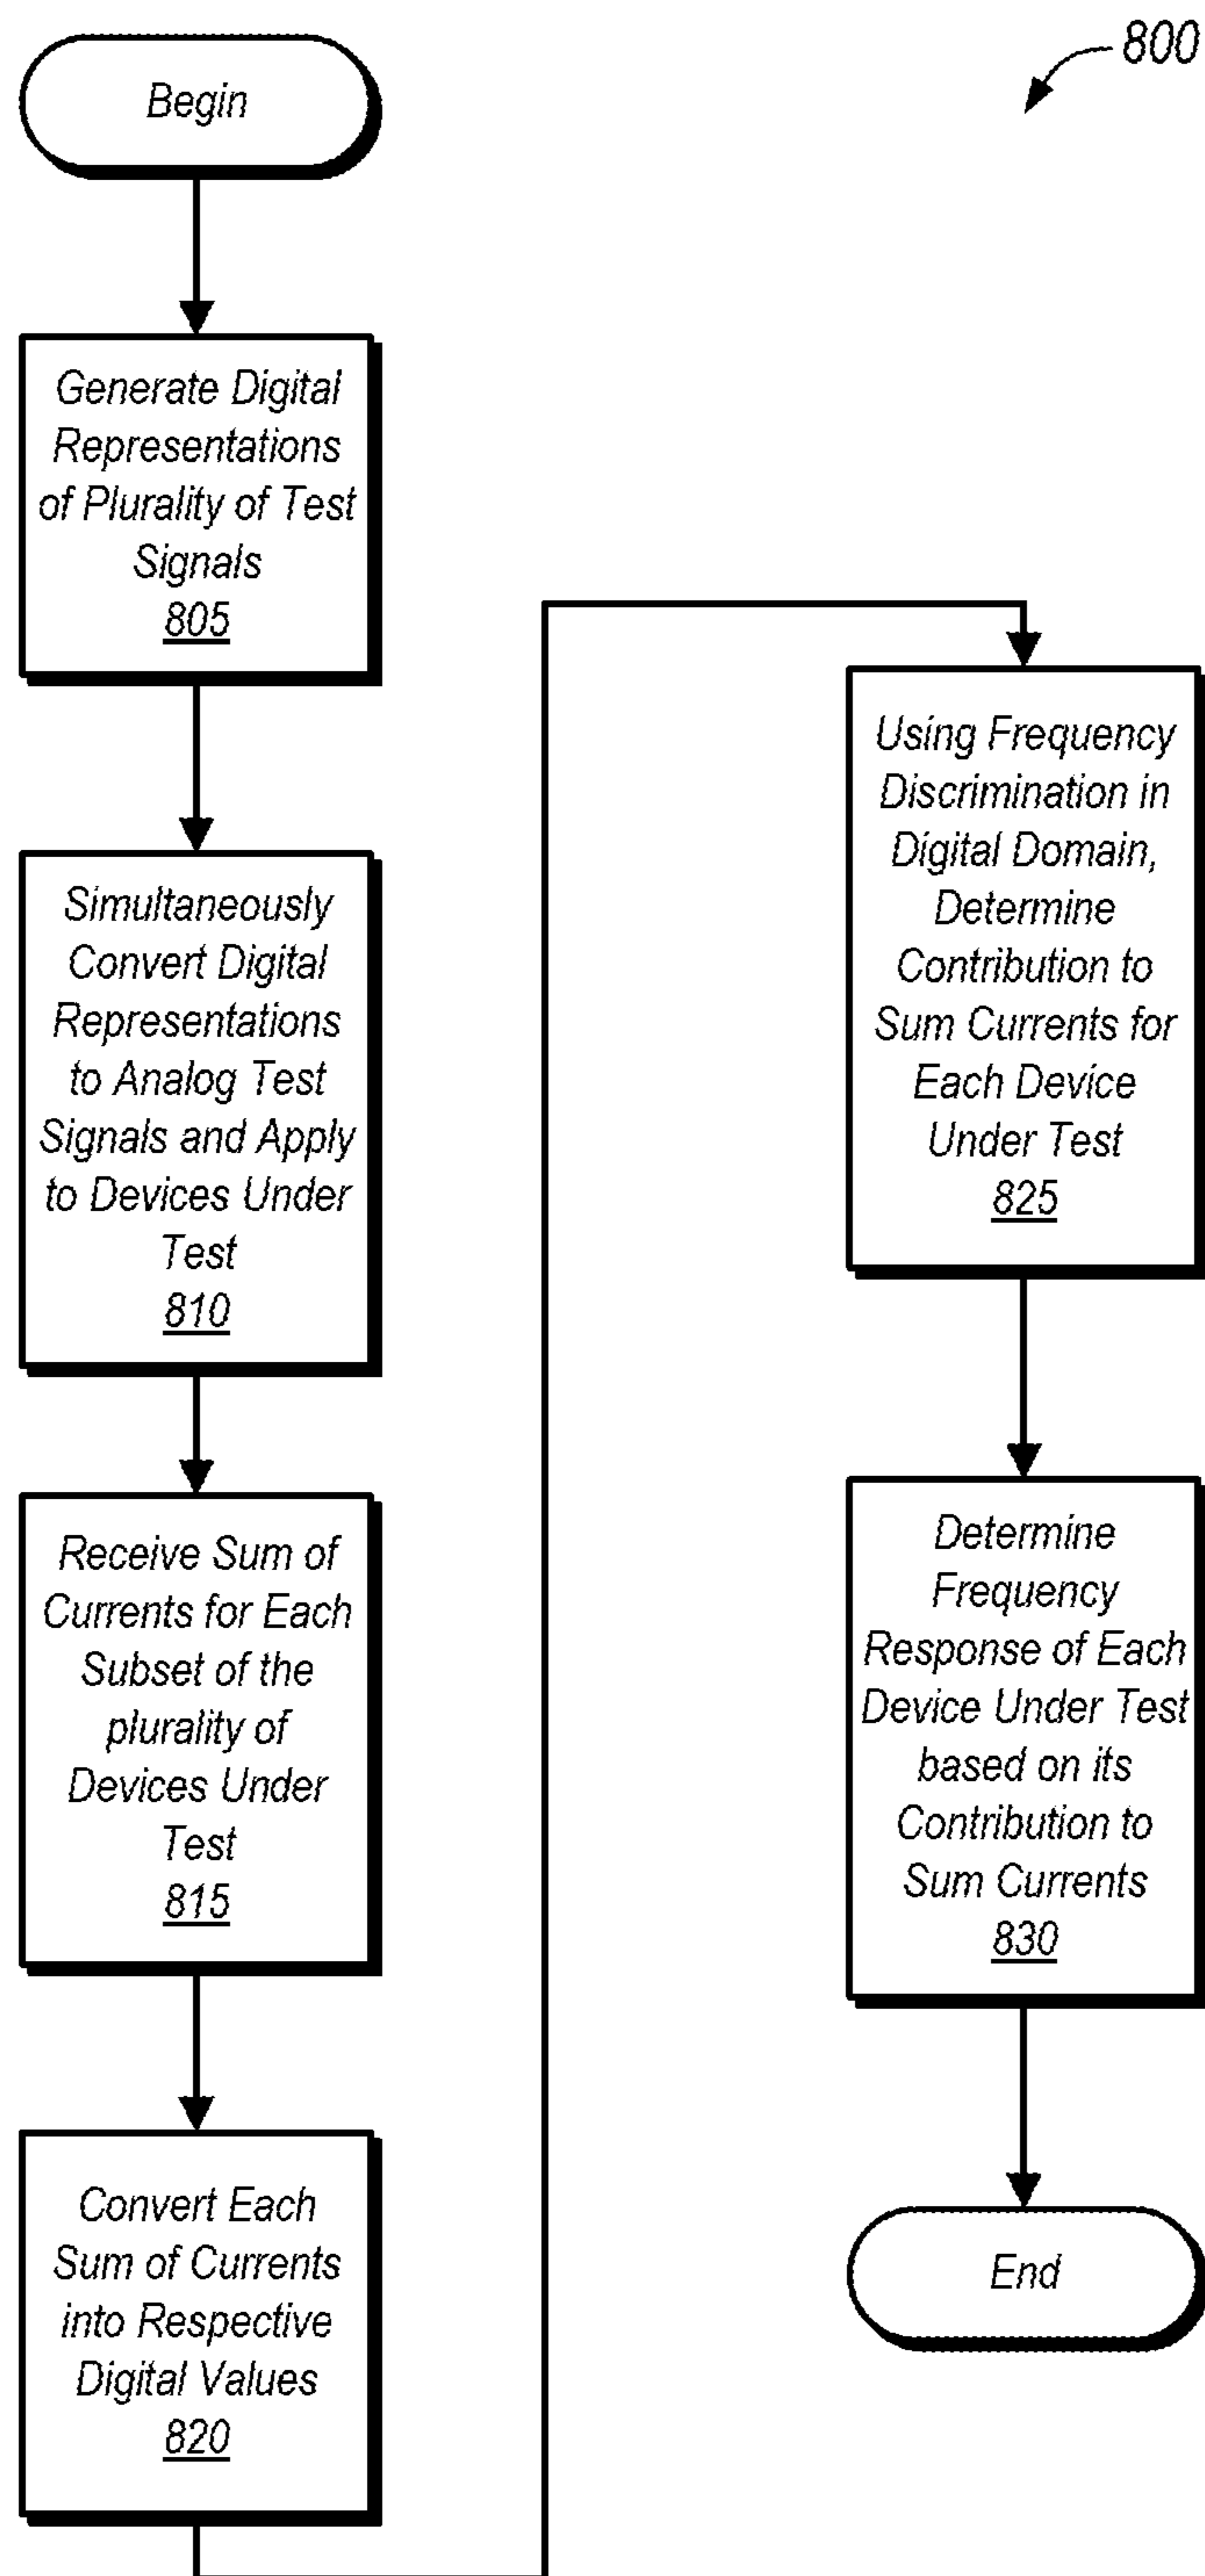 800
Begin
Generate Digital
Representations
of Plurality of Test
Signals
805
Simultaneously
Convert Digital
Representations
to Analog Test
Signals and Apply
to Devices Under
Test
810
Receive Sum of
Currents for Each
Subset of the
plurality of
Devices Under
Test
815
Convert Each
Sum of Currents
into Respective
Digital Values
820
Using Frequency
Discrimination in
Digital Domain,
Determine
Contribution to
Sum Currents for
Each Device
Under Test
825
Determine
Frequency
Response of Each
Device Under Test
based on its
Contribution to
Sum Currents
830
End